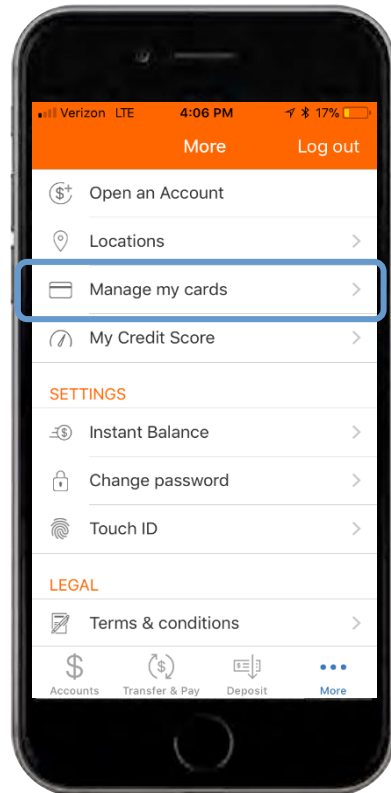 Verizon LTE 4:06 PM 17%
More Log out
Open an Account
Locations
Manage my cards
My Credit Score
SETTINGS
Instant Balance
Change password
Touch ID
LEGAL
Terms & conditions
Accounts Transfer & Pay Deposit More